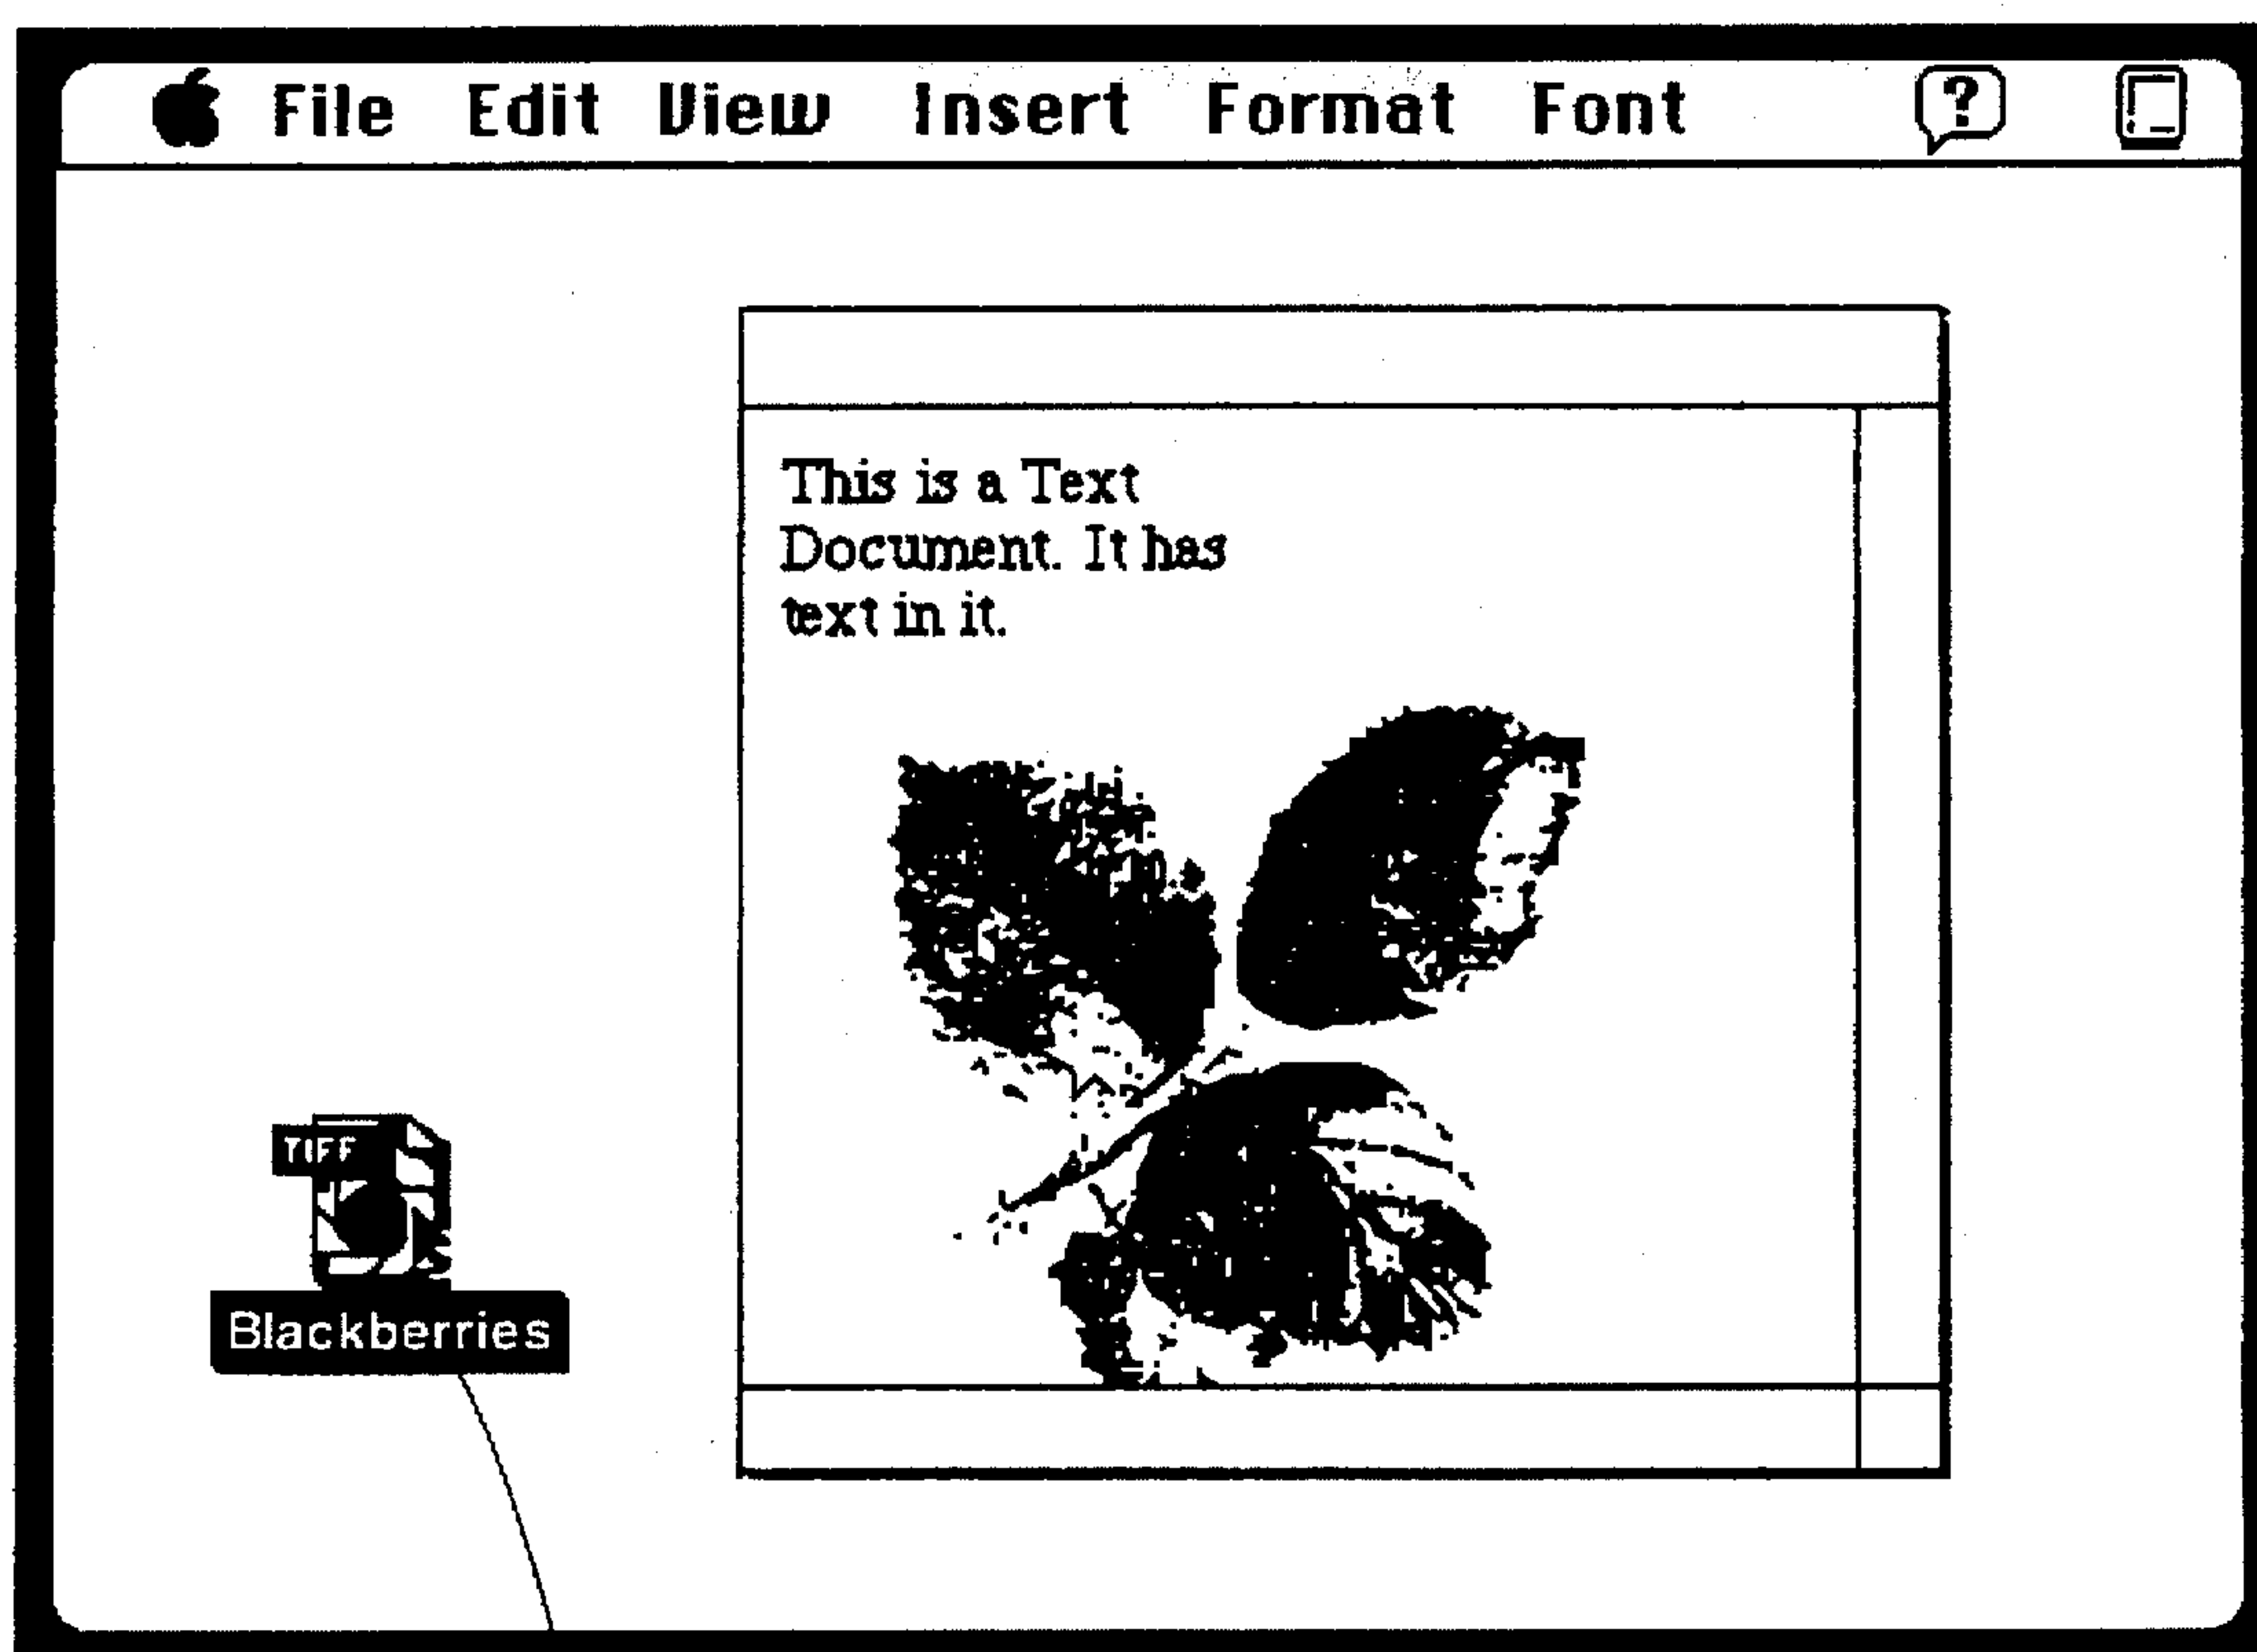 File Edit View Insert Format Font ?
This is a Text
Document. It has
text in it.
TIFF
Blackberries